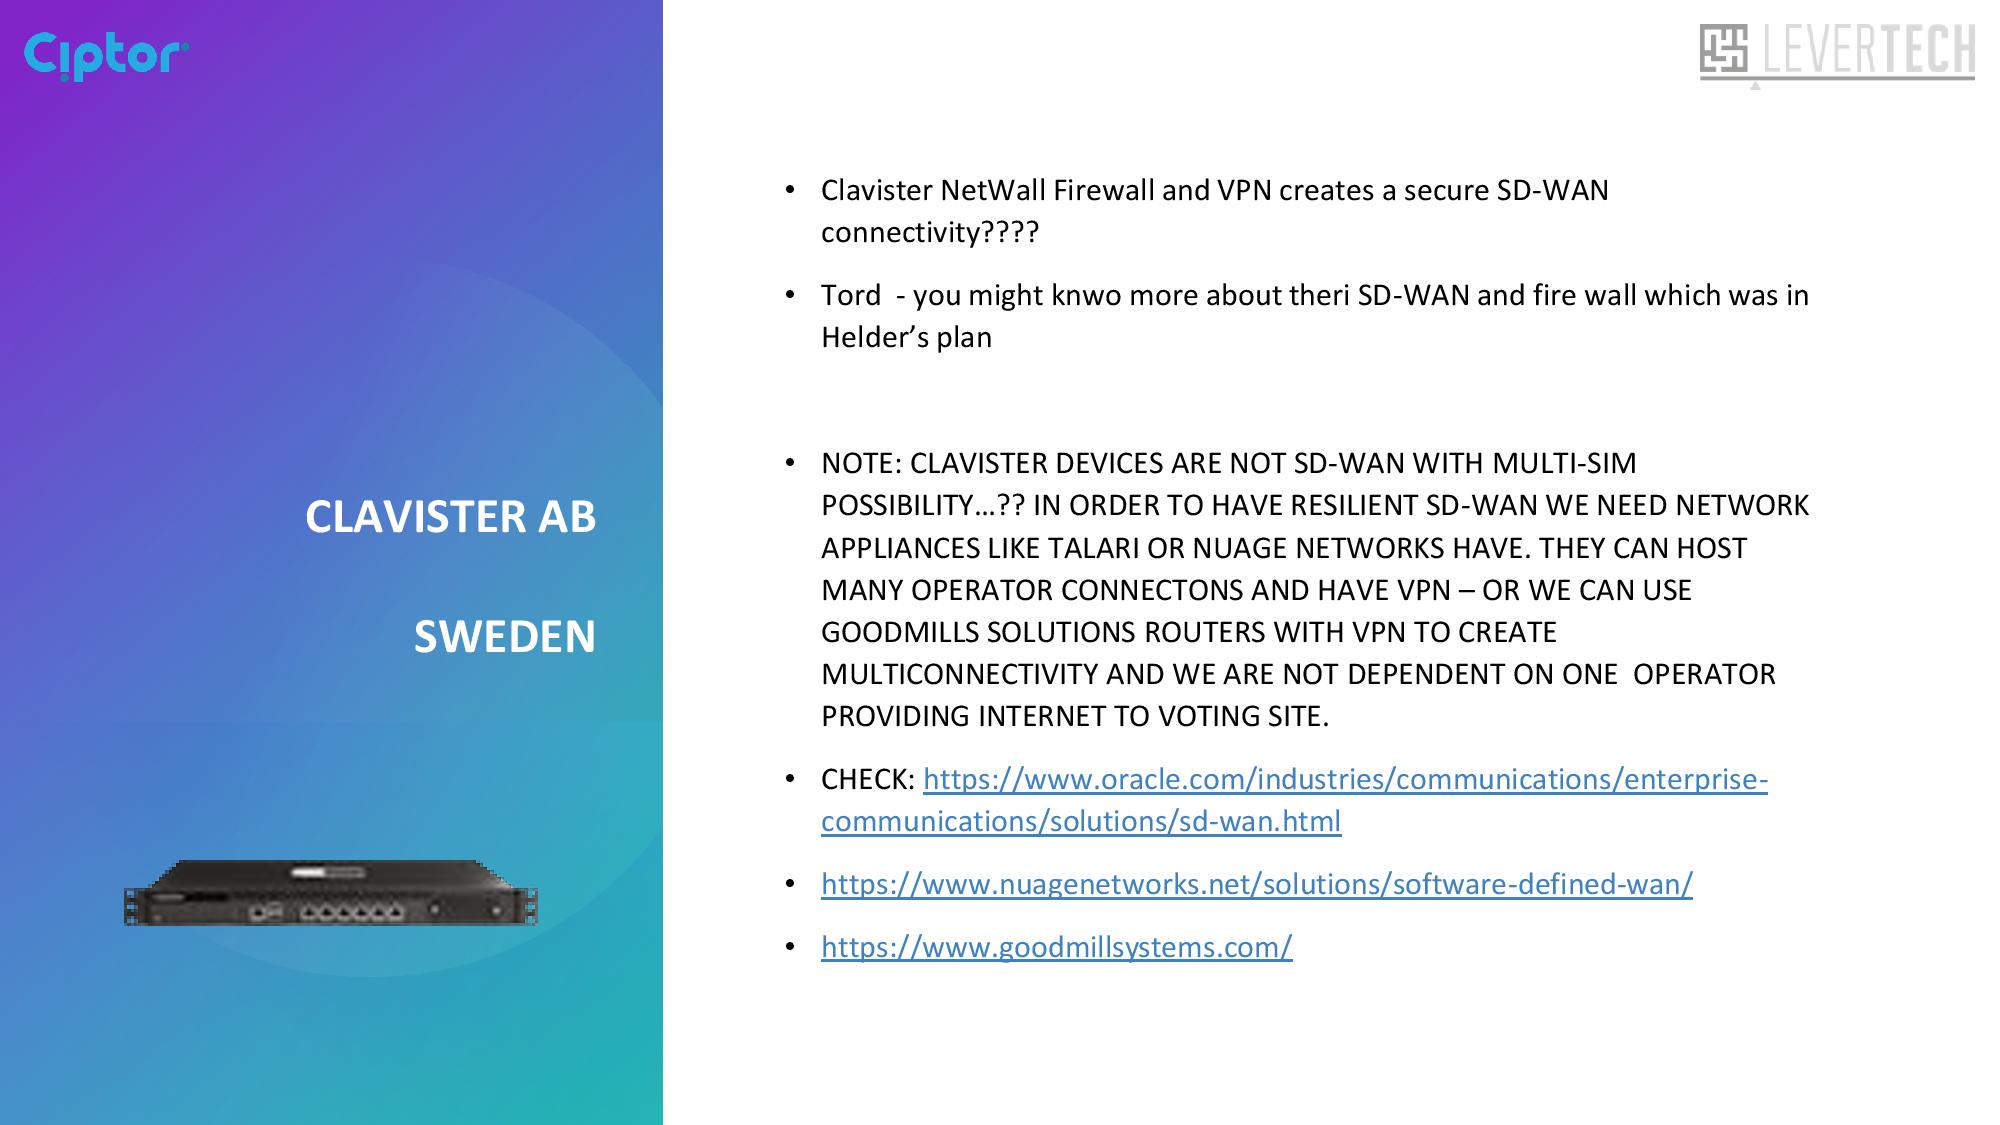 Ciptor
LEVERTECH
• Clavister NetWall Firewall and VPN creates a secure SD-WAN
connectivity????
• Tord  - you might knwo more about theri SD-WAN and fire wall which was in
Helder’s plan
• NOTE: CLAVISTER DEVICES ARE NOT SD-WAN WITH MULTI-SIM
POSSIBILITY...?? IN ORDER TO HAVE RESILIENT SD-WAN WE NEED NETWORK
APPLIANCES LIKE TALARI OR NUAGE NETWORKS HAVE. THEY CAN HOST
MANY OPERATOR CONNECTONS AND HAVE VPN – OR WE CAN USE
GOODMILLS SOLUTIONS ROUTERS WITH VPN TO CREATE
MULTICONNECTIVITY AND WE ARE NOT DEPENDENT ON ONE  OPERATOR
PROVIDING INTERNET TO VOTING SITE.
• CHECK: https://www.oracle.com/industries/communications/enterprise-
communications/solutions/sd-wan.html
• https://www.nuagenetworks.net/solutions/software-defined-wan/
• https://www.goodmillsystems.com/
CLAVISTER AB
SWEDEN